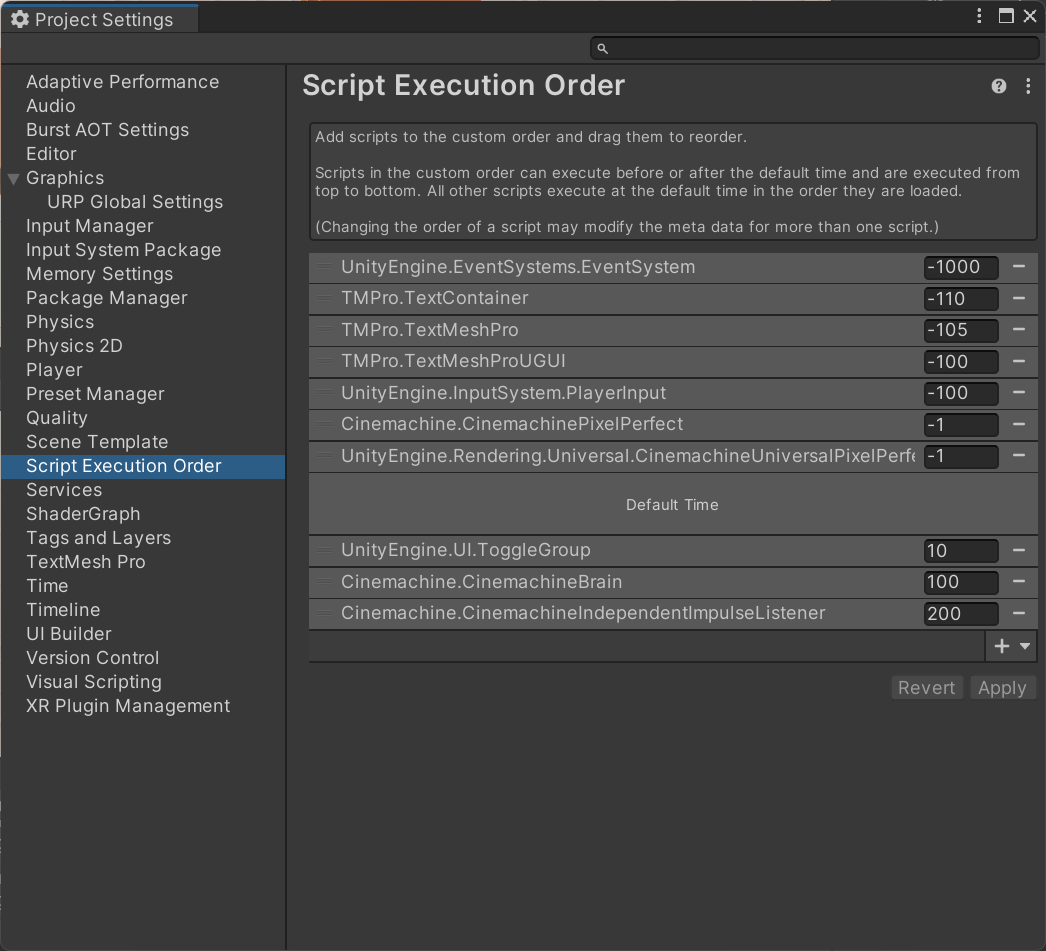 Project Settings
Adaptive Performance
Audio
Burst AOT Settings
Editor
Graphics
URP Global Settings
Input Manager
Input System Package
Memory Settings
Package Manager
Physics
Physics 2D
Player
Preset Manager
Quality
Scene Template
Script Execution Order
Services
ShaderGraph
Tags and Layers
TextMesh Pro
Time
Timeline
UI Builder
Version Control
Visual Scripting
XR Plugin Management
Script Execution Order
Add scripts to the custom order and drag them to reorder.
Scripts in the custom order can execute before or after the default time and are executed from
top to bottom. All other scripts execute at the default time in the order they are loaded.
(Changing the order of a script may modify the meta data for more than one script.)
UnityEngine.EventSystems.EventSystem -1000
TMPro.TextContainer -110
TMPro.TextMeshPro -105
TMPro.TextMeshProUGUI -100
UnityEngine.InputSystem.PlayerInput -100
Cinemachine.CinemachinePixelPerfect -1
UnityEngine.Rendering.Universal.CinemachineUniversalPixelPerfe -1
Default Time
UnityEngine.UI.ToggleGroup 10
Cinemachine.CinemachineBrain 100
Cinemachine.CinemachineIndependentImpulseListener 200
Revert Apply